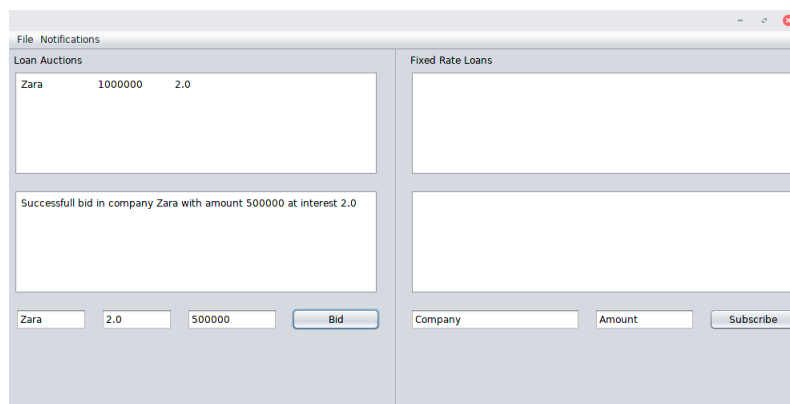 File Notifications
Loan Auctions
Zara 1000000 2.0
Successfull bid in company Zara with amount 500000 at interest 2.0
Zara 2.0 500000 Bid
Fixed Rate Loans
Company Amount Subscribe